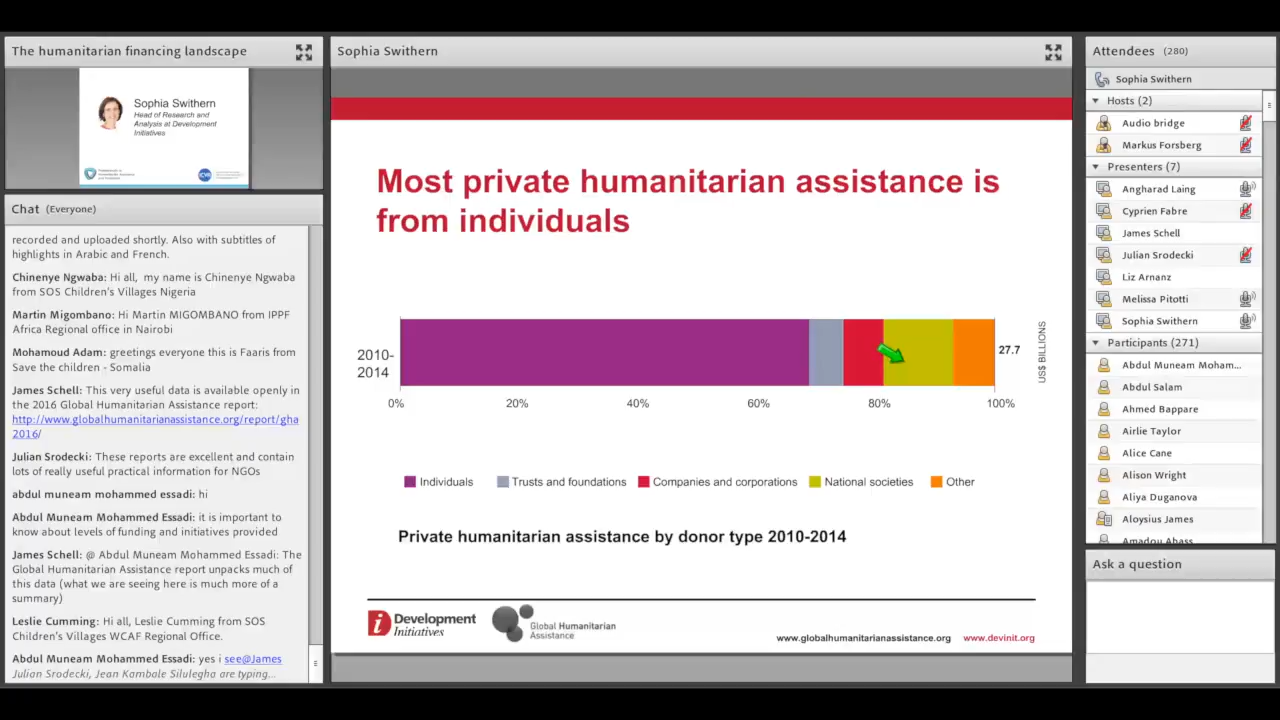 The humanitarian financing landscape
Sophia Swithern
Head of Research and
Analysis at Development
Initiatives
Chat (Everyone)
recorded and uploaded shortly. Also with subtitles of
highlights in Arabic and French.
Chinenye Ngwaba: Hi all, my name is Chinenye Ngwaba
from SOS Children's Villages Nigeria
Martin Migombano: Hi Martin MIGOMBANO from IPPF
Africa Regional office in Nairobi
Mohamoud Adam: greetings everyone this is Faaris from
Save the children - Somalia
James Schell: This very useful data is available openly in
the 2016 Global Humanitarian Assistance report:
http://www.globalhumanitarianassistance.org/report/gha
2016/
Julian Srodecki: These reports are excellent and contain
lots of really useful practical information for NGOs
abdul muneam mohammed essadi: hi
Abdul Muneam Mohammed Essadi: it is important to
know about levels of funding and initiatives provided
James Schell: @ Abdul Muneam Mohammed Essadi: The
Global Humanitarian Assistance report unpacks much of
this data (what we are seeing here is much more of a
summary)
Leslie Cumming: Hi all, Leslie Cumming from SOS
Children's Villages WCAF Regional Office.
Abdul Muneam Mohammed Essadi: yes i see@James
Julian Srodecki, Jean Kambale Silulegha are typing...
Sophia Swithern
Most private humanitarian assistance is
from individuals
2010-
2014
27.7
US$ BILLIONS
0% 20% 40% 60% 80% 100%
Individuals Trusts and foundations Companies and corporations National societies Other
Private humanitarian assistance by donor type 2010-2014
Development
Initiatives
Global Humanitarian
Assistance
www.globalhumanitarianassistance.org www.devinit.org
Attendees (280)
Sophia Swithern
Hosts (2)
Audio bridge
Markus Forsberg
Presenters (7)
Angharad Laing
Cyprien Fabre
James Schell
Julian Srodecki
Liz Arnanz
Melissa Pitotti
Sophia Swithern
Participants (271)
Abdul Muneam Moham...
Abdul Salam
Ahmed Bappare
Airlie Taylor
Alice Cane
Alison Wright
Aliya Duganova
Aloysius James
Amadou Abass
Ask a question